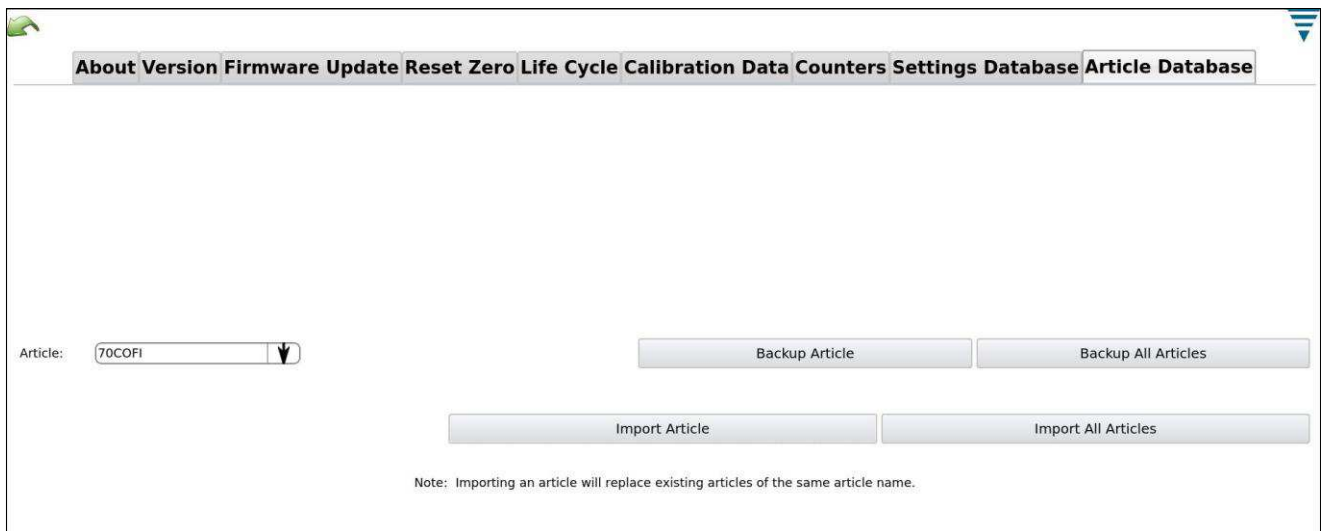 About Version Firmware Update Reset Zero Life Cycle Calibration Data Counters Settings Database Article Database
Article: 70COFI Backup Article Backup All Articles
Import Article Import All Articles
Note: Importing an article will replace existing articles of the same article name.